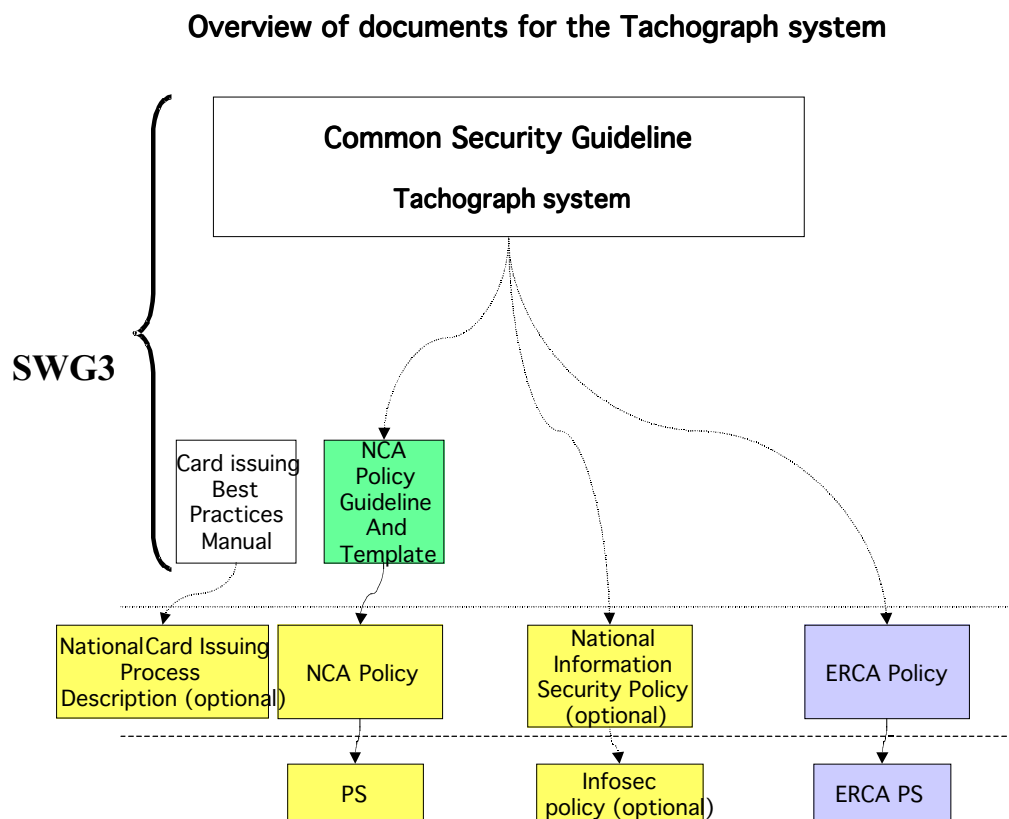 Overview of documents for the Tachograph system
Common Security Guideline
Tachograph system
SWG3
Card issuing
Best
Practices
Manual
NCA
Policy
Guideline
And
Template
National Card Issuing
Process
Description (optional)
NCA Policy
National
Information
Security Policy
(optional)
ERCA Policy
PS
Infosec
policy (optional)
ERCA PS